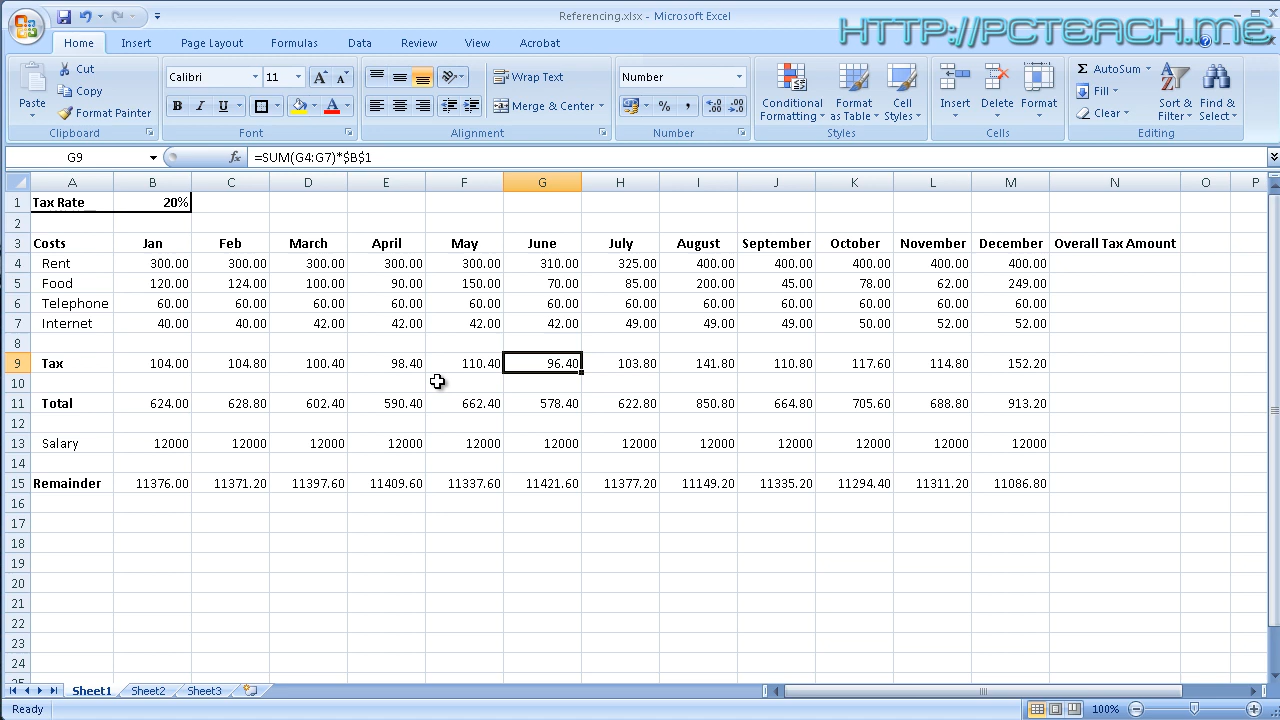 Referencing.xlsx - Microsoft Excel
HTTP://PCTEACH.ME
Home Insert Page Layout Formulas Data Review View Acrobat
Paste Cut Copy Format Painter Clipboard
Calibri 11 A A B I U A Font
Wrap Text Merge & Center Alignment
Number % , .0 .00 .00 .0 Number
Conditional Formatting Format as Table Cell Styles Styles
Insert Delete Format Cells
Σ AutoSum Fill Clear Sort & Filter Find & Select Editing
G9 fx =SUM(G4:G7)*$B$1
A B C D E F G H I J K L M N O P
1 Tax Rate 20%
2
3 Costs Jan Feb March April May June July August September October November December Overall Tax Amount
4 Rent 300.00 300.00 300.00 300.00 300.00 310.00 325.00 400.00 400.00 400.00 400.00 400.00
5 Food 120.00 124.00 100.00 90.00 150.00 70.00 85.00 200.00 45.00 78.00 62.00 249.00
6 Telephone 60.00 60.00 60.00 60.00 60.00 60.00 60.00 60.00 60.00 60.00 60.00 60.00
7 Internet 40.00 40.00 42.00 42.00 42.00 42.00 49.00 49.00 49.00 50.00 52.00 52.00
8
9 Tax 104.00 104.80 100.40 98.40 110.40 96.40 103.80 141.80 110.80 117.60 114.80 152.20
10
11 Total 624.00 628.80 602.40 590.40 662.40 578.40 622.80 850.80 664.80 705.60 688.80 913.20
12
13 Salary 12000 12000 12000 12000 12000 12000 12000 12000 12000 12000 12000 12000
14
15 Remainder 11376.00 11371.20 11397.60 11409.60 11337.60 11421.60 11377.20 11149.20 11335.20 11294.40 11311.20 11086.80
16
17
18
19
20
21
22
23
24
Sheet1 Sheet2 Sheet3
Ready 100%